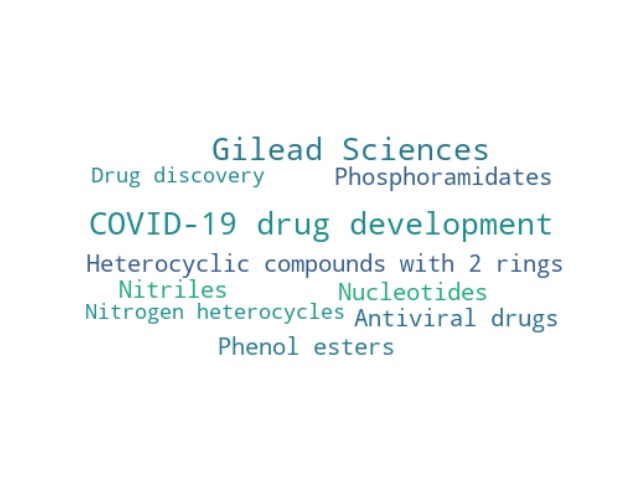 Gilead Sciences
Drug discovery
Phosphoramidates
COVID-19 drug development
Heterocyclic compounds with 2 rings
Nitriles
Nucleotides
Nitrogen heterocycles
Antiviral drugs
Phenol esters